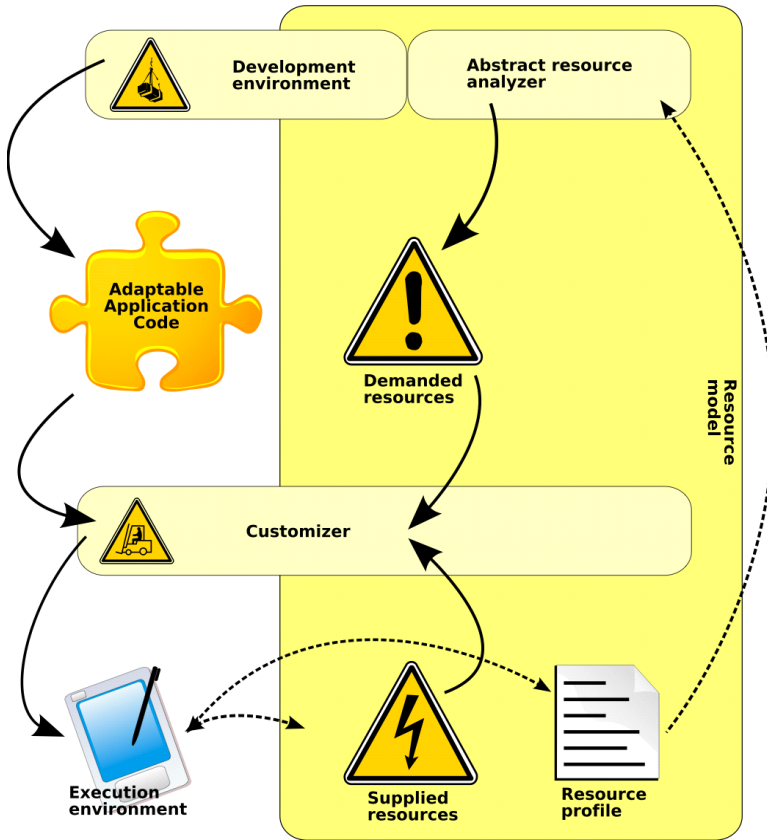 Development
environment
Abstract resource
analyzer
Adaptable
Application
Code
Demanded
resources
Resource
model
Customizer
Execution
environment
Supplied
resources
Resource
profile